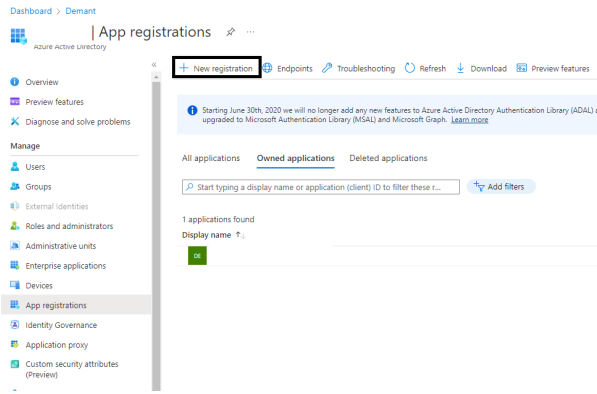 Dashboard > Demant
| App registrations
Azure Active Directory
+ New registration Endpoints Troubleshooting Refresh Download Preview features
Overview
Preview features
Diagnose and solve problems
Manage
Users
Groups
External Identities
Roles and administrators
Administrative units
Enterprise applications
Devices
App registrations
Identity Governance
Application proxy
Custom security attributes
(Preview)
Starting June 30th, 2020 we will no longer add any new features to Azure Active Directory Authentication Library (ADAL) a
upgraded to Microsoft Authentication Library (MSAL) and Microsoft Graph. Learn more
All applications Owned applications Deleted applications
Start typing a display name or application (client) ID to filter these r...
Add filters
1 applications found
Display name ↑↓
DE